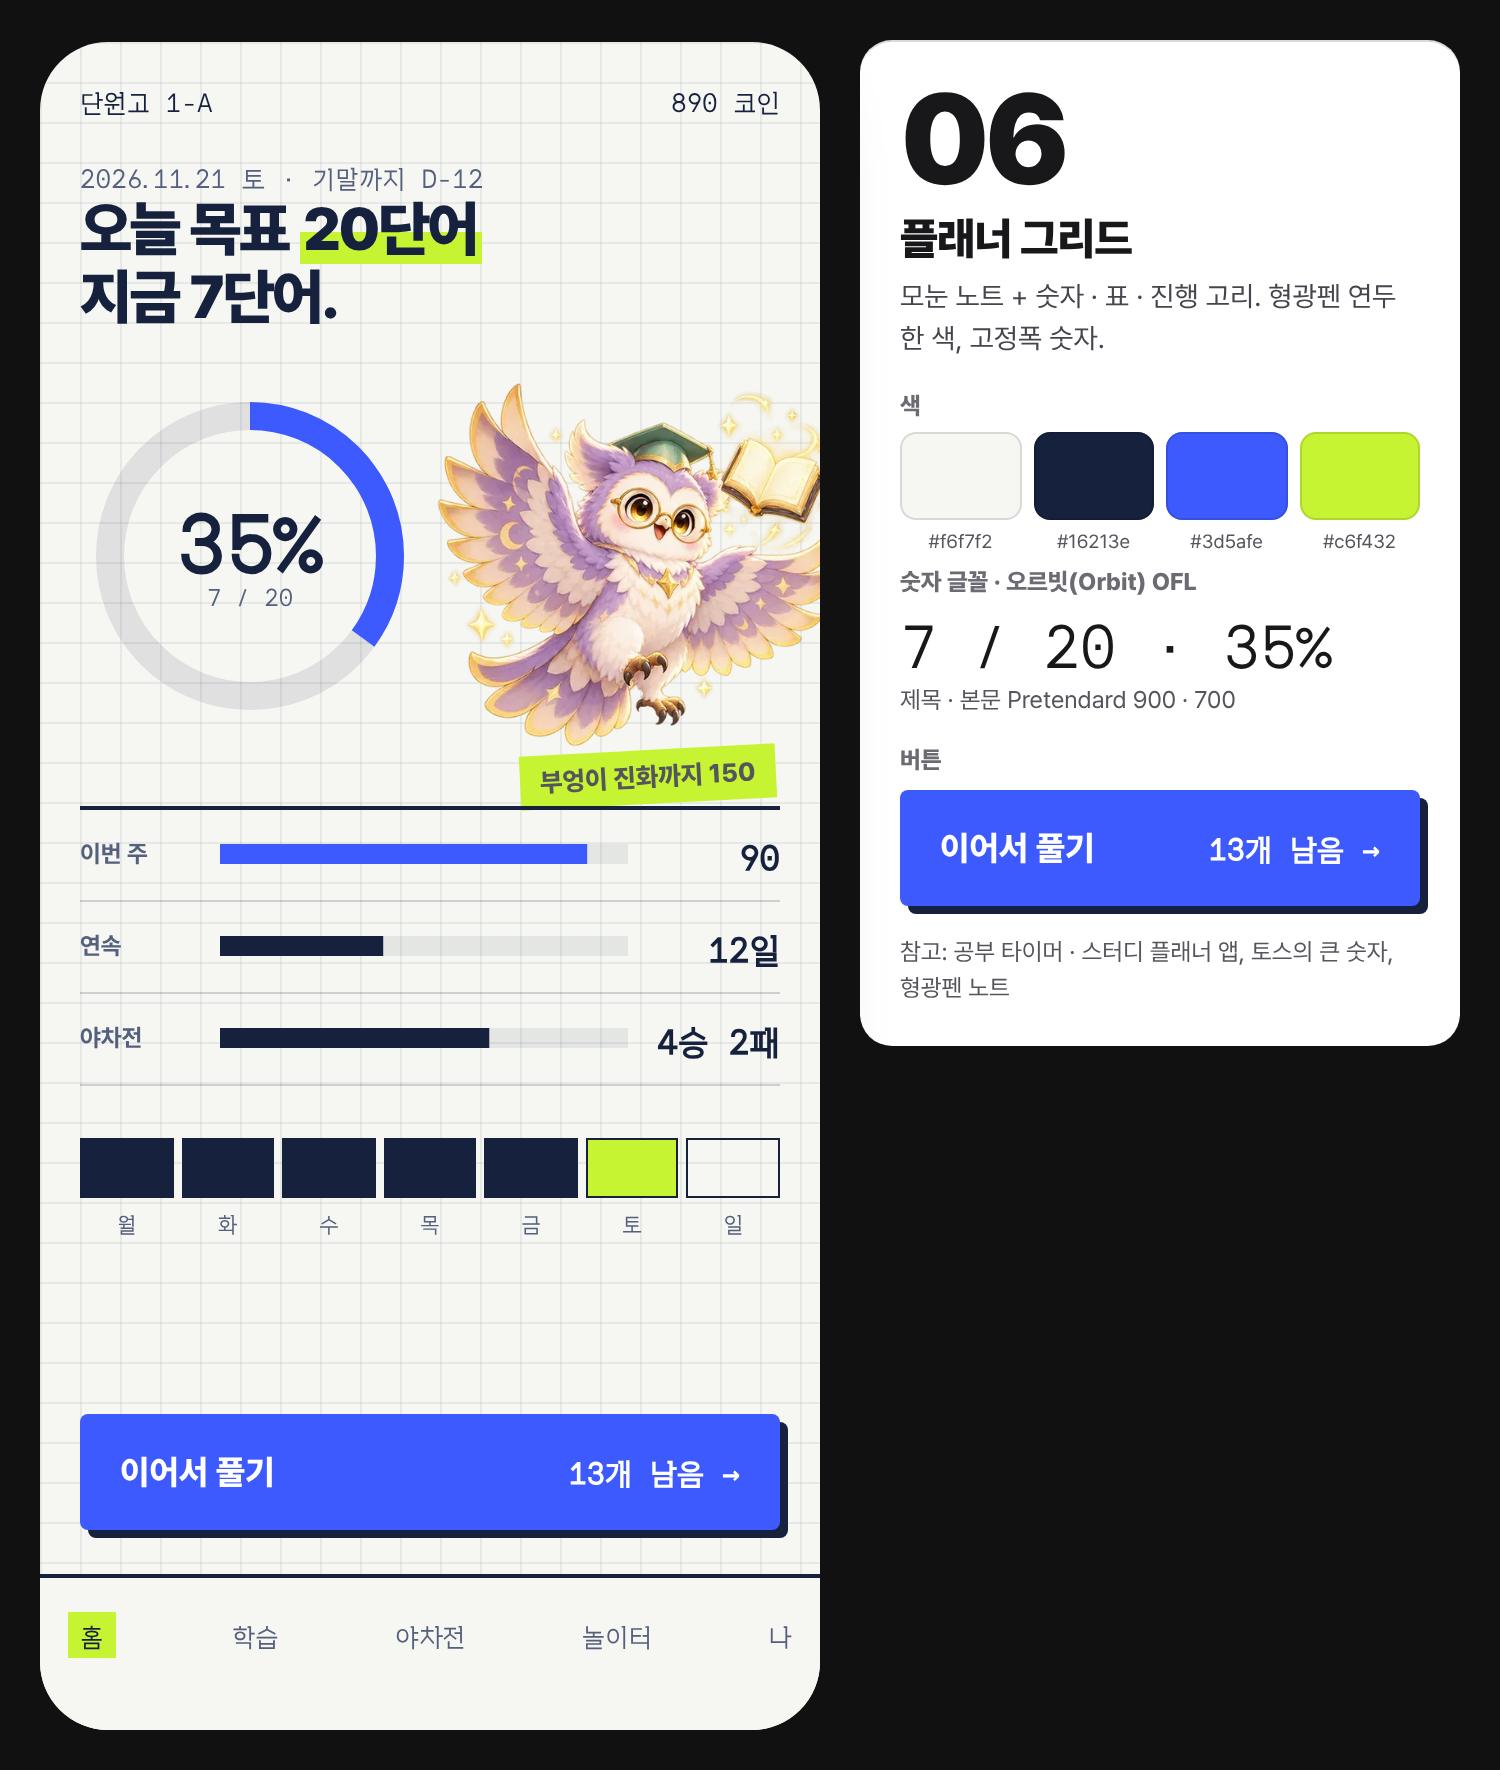 단원고 1-A
890 코인
2026.11.21 토 · 기말까지 D-12
오늘 목표 20단어
지금 7단어.
35%
7 / 20
부엉이 진화까지 150
이번 주
90
연속
12일
야차전
4승 2패
월 화 수 목 금 토 일
이어서 풀기
13개 남음 →
홈 학습 야차전 놀이터 나
06
플래너 그리드
모눈 노트 + 숫자 · 표 · 진행 고리. 형광펜 연두
한 색, 고정폭 숫자.
색
#f6f7f2 #16213e #3d5afe #c6f432
숫자 글꼴 · 오르빗(Orbit) OFL
7 / 20 · 35%
제목 · 본문 Pretendard 900 · 700
버튼
이어서 풀기
13개 남음 →
참고: 공부 타이머 · 스터디 플래너 앱, 토스의 큰 숫자,
형광펜 노트